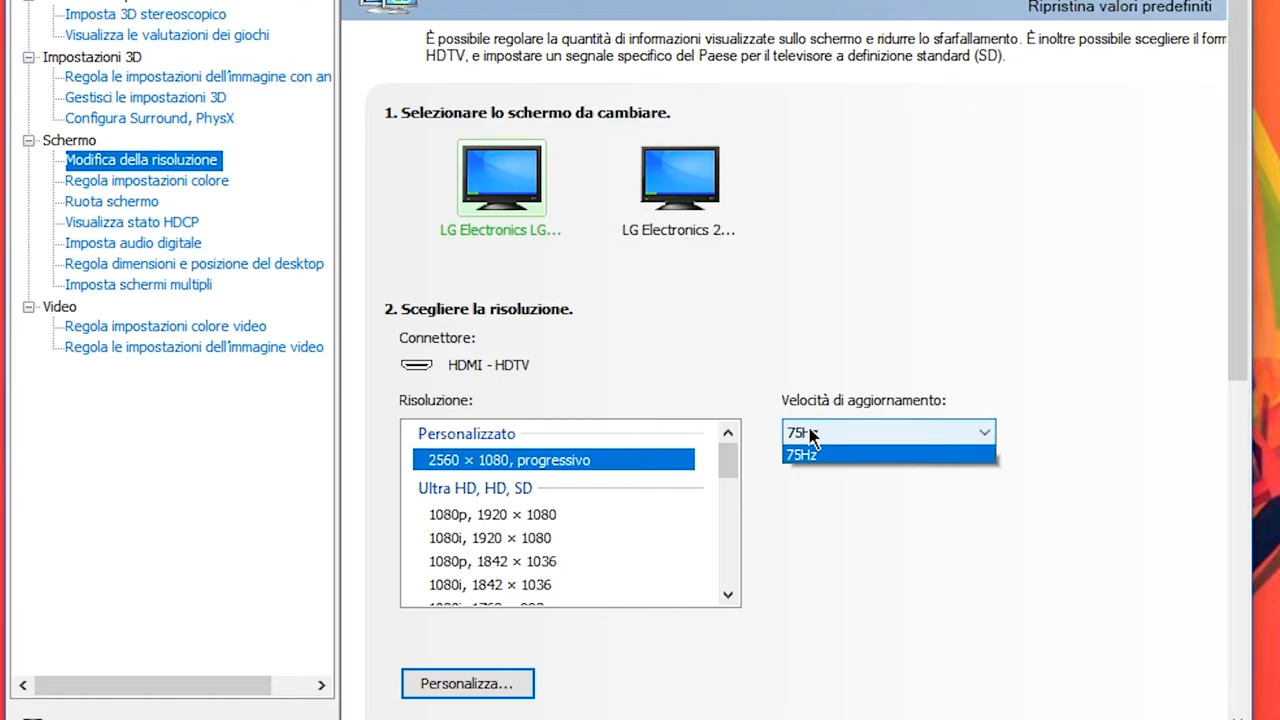 Imposta 3D stereoscopico
Visualizza le valutazioni dei giochi
Impostazioni 3D
Regola le impostazioni dell'immagine con an
Gestisci le impostazioni 3D
Configura Surround, PhysX
Schermo
Modifica della risoluzione
Regola impostazioni colore
Ruota schermo
Visualizza stato HDCP
Imposta audio digitale
Regola dimensioni e posizione del desktop
Imposta schermi multipli
Video
Regola impostazioni colore video
Regola le impostazioni dell'immagine video
Ripristina valori predefiniti
È possibile regolare la quantità di informazioni visualizzate sullo schermo e ridurre lo sfarfallamento. È inoltre possibile scegliere il form
HDTV, e impostare un segnale specifico del Paese per il televisore a definizione standard (SD).
1. Selezionare lo schermo da cambiare.
LG Electronics LG...
LG Electronics 2...
2. Scegliere la risoluzione.
Connettore:
HDMI - HDTV
Risoluzione:
Personalizzato
2560 × 1080, progressivo
Ultra HD, HD, SD
1080p, 1920 × 1080
1080i, 1920 × 1080
1080p, 1842 × 1036
1080i, 1842 × 1036
Velocità di aggiornamento:
75Hz
75Hz
Personalizza...